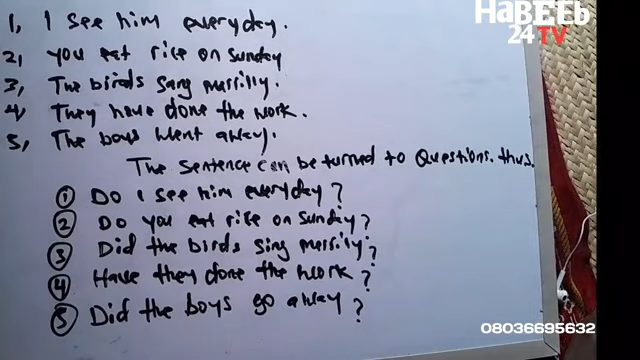 HaBEEb
24TV
1, I see him everyday.
2, you eat rice on Sunday
3, The birds sang merrily.
4, They have done the work.
5, The boys went away.
The sentence can be turned to Questions. thus.
① Do I see him everyday?
② Do you eat rice on Sunday?
③ Did the birds sing merrily?
④ Have they done the work?
⑤ Did the boys go away?
08036695632